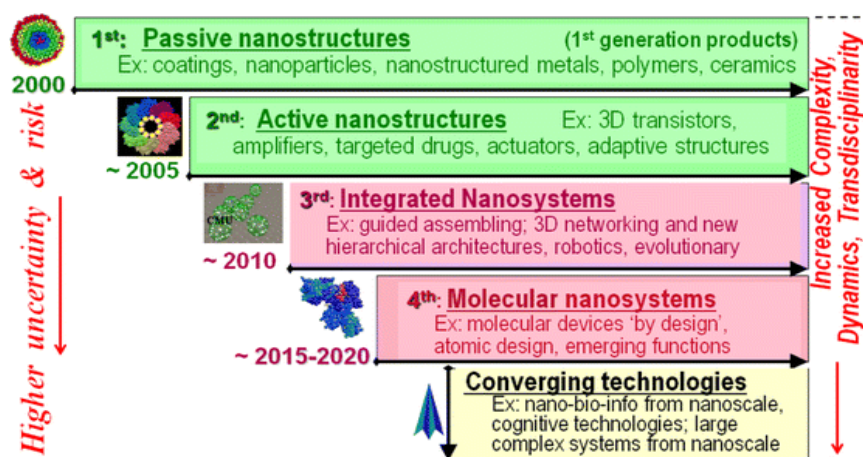 1st: Passive nanostructures (1st generation products)
Ex: coatings, nanoparticles, nanostructured metals, polymers, ceramics
2000
2nd: Active nanostructures Ex: 3D transistors,
amplifiers, targeted drugs, actuators, adaptive structures
~ 2005
3rd: Integrated Nanosystems
Ex: guided assembling; 3D networking and new
hierarchical architectures, robotics, evolutionary
CMU
~ 2010
4th: Molecular nanosystems
Ex: molecular devices ‘by design’,
atomic design, emerging functions
~ 2015-2020
Converging technologies
Ex: nano-bio-info from nanoscale,
cognitive technologies; large
complex systems from nanoscale
Higher uncertainty & risk
Increased Complexity,
Dynamics, Transdisciplinarity